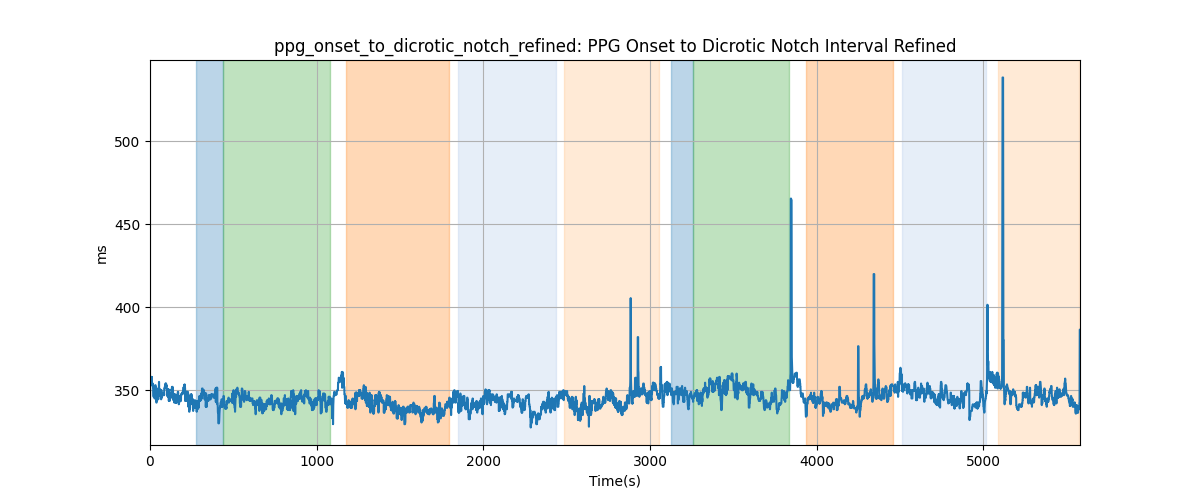 ppg_onset_to_dicrotic_notch_refined: PPG Onset to Dicrotic Notch Interval Refined
ms
500
450
400
350
0 1000 2000 3000 4000 5000
Time(s)